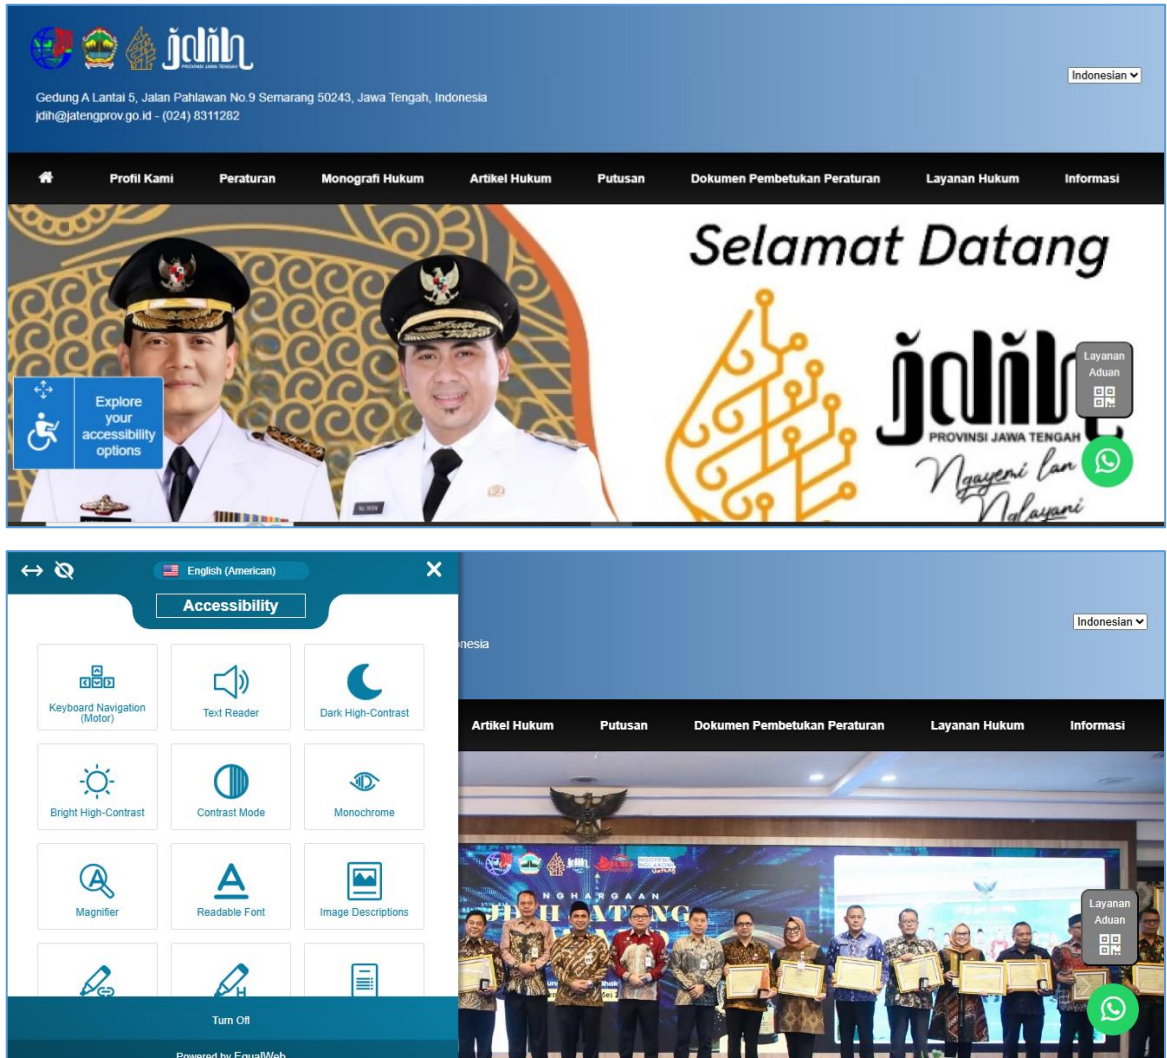 jdih
PROVINSI JAWA TENGAH
Gedung A Lantai 5, Jalan Pahlawan No.9 Semarang 50243, Jawa Tengah, Indonesia
jdih@jatengprov.go.id - (024) 8311282
Indonesian
Profil Kami Peraturan Monografi Hukum Artikel Hukum Putusan Dokumen Pembetukan Peraturan Layanan Hukum Informasi
Selamat Datang
jdih
PROVINSI JAWA TENGAH
Ngayemi lan
Nglayani
Layanan
Aduan
Explore
your
accessibility
options
English (American)
Accessibility
Keyboard Navigation
(Motor)
Text Reader
Dark High-Contrast
Bright High-Contrast
Contrast Mode
Monochrome
Magnifier
Readable Font
Image Descriptions
Turn Off
Powered by EqualWeb
nesia
Indonesian
Artikel Hukum Putusan Dokumen Pembetukan Peraturan Layanan Hukum Informasi
PENGHARGAAN
JDIH JATENG
Layanan
Aduan